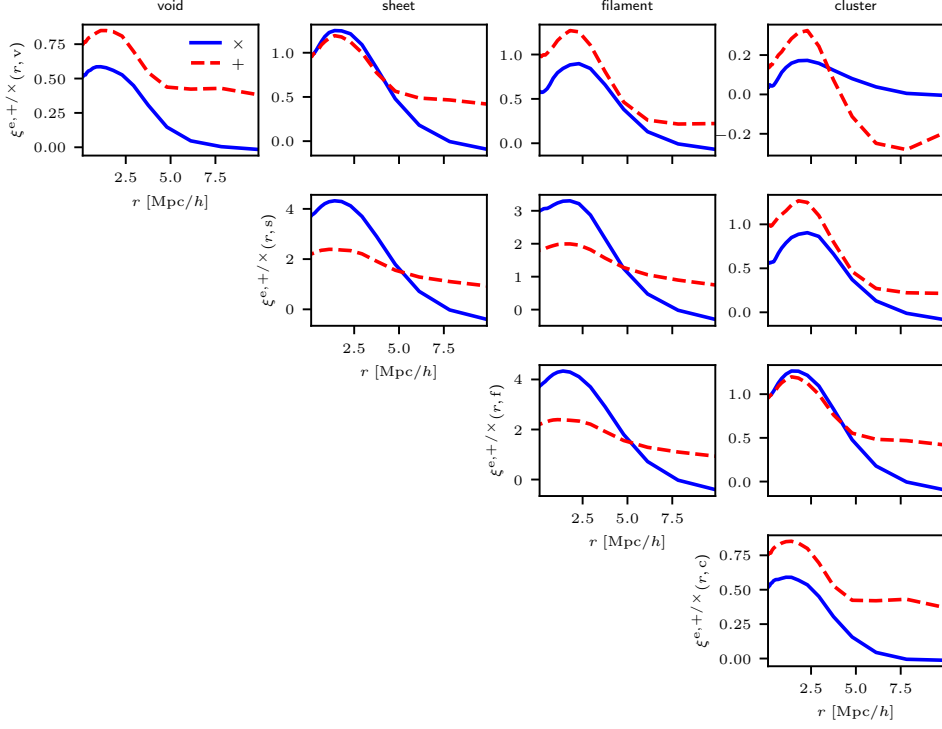 void sheet filament cluster
ξ^{e,+/×}(r, v) 0.75 0.50 0.25 0.00 × + 1.0 0.5 0.0 1.0 0.5 0.0 0.2 0.0 −0.2
2.5 5.0 7.5
r [Mpc/h]
ξ^{e,+/×}(r, s) 4 2 0 3 2 1 0 1.0 0.5 0.0
2.5 5.0 7.5
r [Mpc/h]
ξ^{e,+/×}(r, f) 4 2 0 1.0 0.5 0.0
2.5 5.0 7.5
r [Mpc/h]
ξ^{e,+/×}(r, c) 0.75 0.50 0.25 0.00
2.5 5.0 7.5
r [Mpc/h]